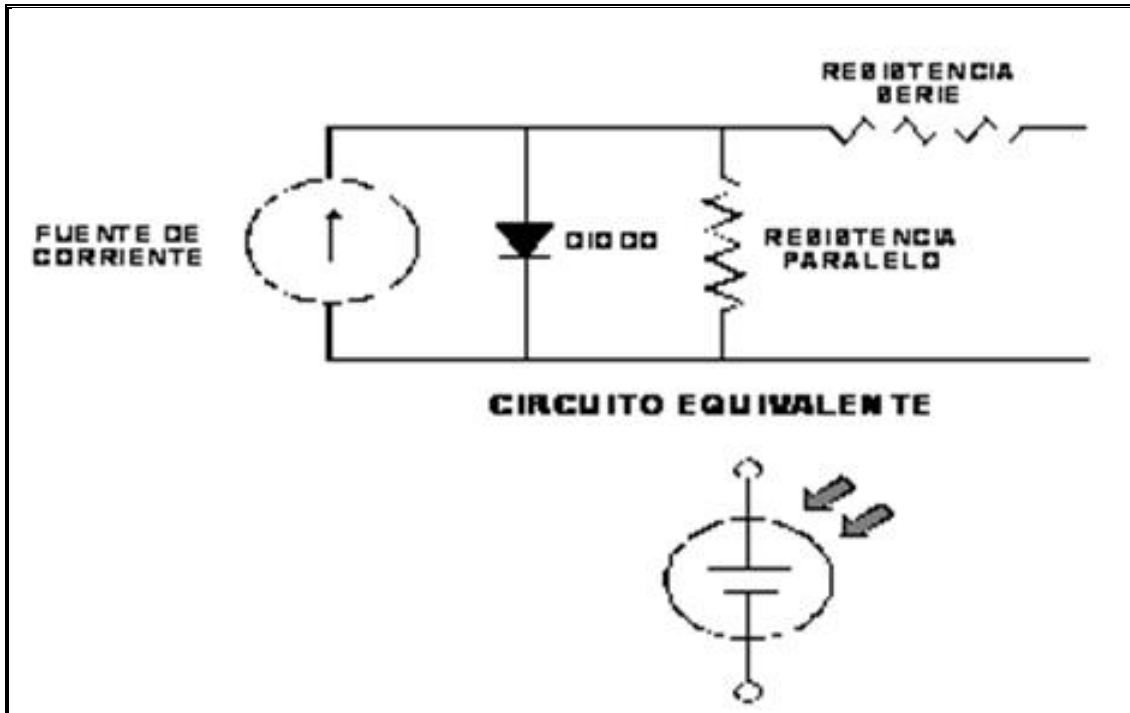 RESISTENCIA
SERIE
FUENTE DE
CORRIENTE
DIODO
RESISTENCIA
PARALELO
CIRCUITO EQUIVALENTE